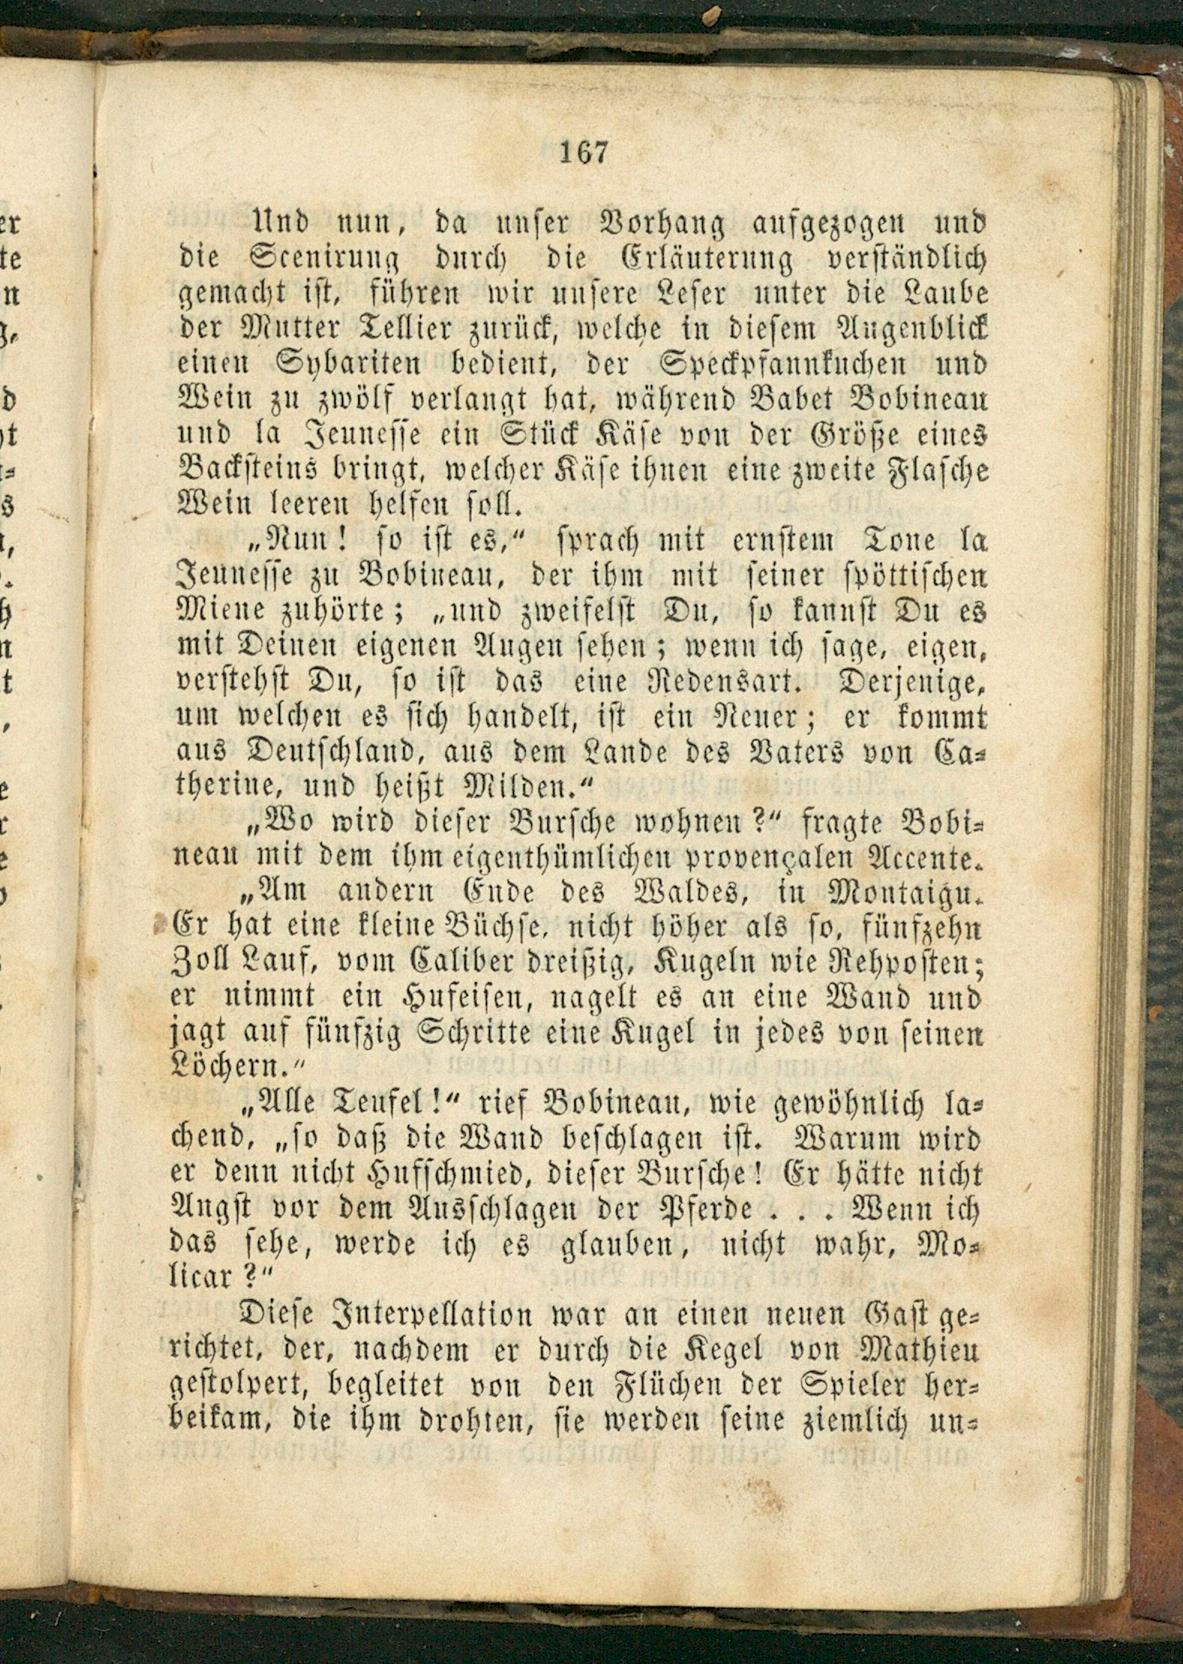 167
Und nun, da unser Vorhang aufgezogen und
die Scenirung durch die Erläuterung verständlich
gemacht ist, führen wir unsere Leser unter die Laube
der Mutter Tellier zurück, welche in diesem Augenblick
einen Sybariten bedient, der Speckpfannkuchen und
Wein zu zwölf verlangt hat, während Babet Bobineau
und la Jeunesse ein Stück Käse von der Größe eines
Backsteins bringt, welcher Käse ihnen eine zweite Flasche
Wein leeren helfen soll.
„Nun! so ist es,“ sprach mit ernstem Tone la
Jeunesse zu Bobineau, der ihm mit seiner spöttischen
Miene zuhörte; „und zweifelst Du, so kannst Du es
mit Deinen eigenen Augen sehen; wenn ich sage, eigen,
verstehst Du, so ist das eine Redensart. Derjenige,
um welchen es sich handelt, ist ein Neuer; er kommt
aus Deutschland, aus dem Lande des Vaters von Ca-
therine, und heißt Milden.“
„Wo wird dieser Bursche wohnen?“ fragte Bobi-
neau mit dem ihm eigenthümlichen provençalen Accente.
„Am andern Ende des Waldes, in Montaigu.
Er hat eine kleine Büchse, nicht höher als so, fünfzehn
Zoll Lauf, vom Caliber dreißig, Kugeln wie Rehposten;
er nimmt ein Hufeisen, nagelt es an eine Wand und
jagt auf fünfzig Schritte eine Kugel in jedes von seinen
Löchern.“
„Alle Teufel!“ rief Bobineau, wie gewöhnlich la-
chend, „so daß die Wand beschlagen ist. Warum wird
er denn nicht Hufschmied, dieser Bursche! Er hätte nicht
Angst vor dem Ausschlagen der Pferde . . . Wenn ich
das sehe, werde ich es glauben, nicht wahr, Mo-
licar?“
Diese Interpellation war an einen neuen Gast ge-
richtet, der, nachdem er durch die Kegel von Mathieu
gestolpert, begleitet von den Flüchen der Spieler her-
beikam, die ihm drohten, sie werden seine ziemlich un-